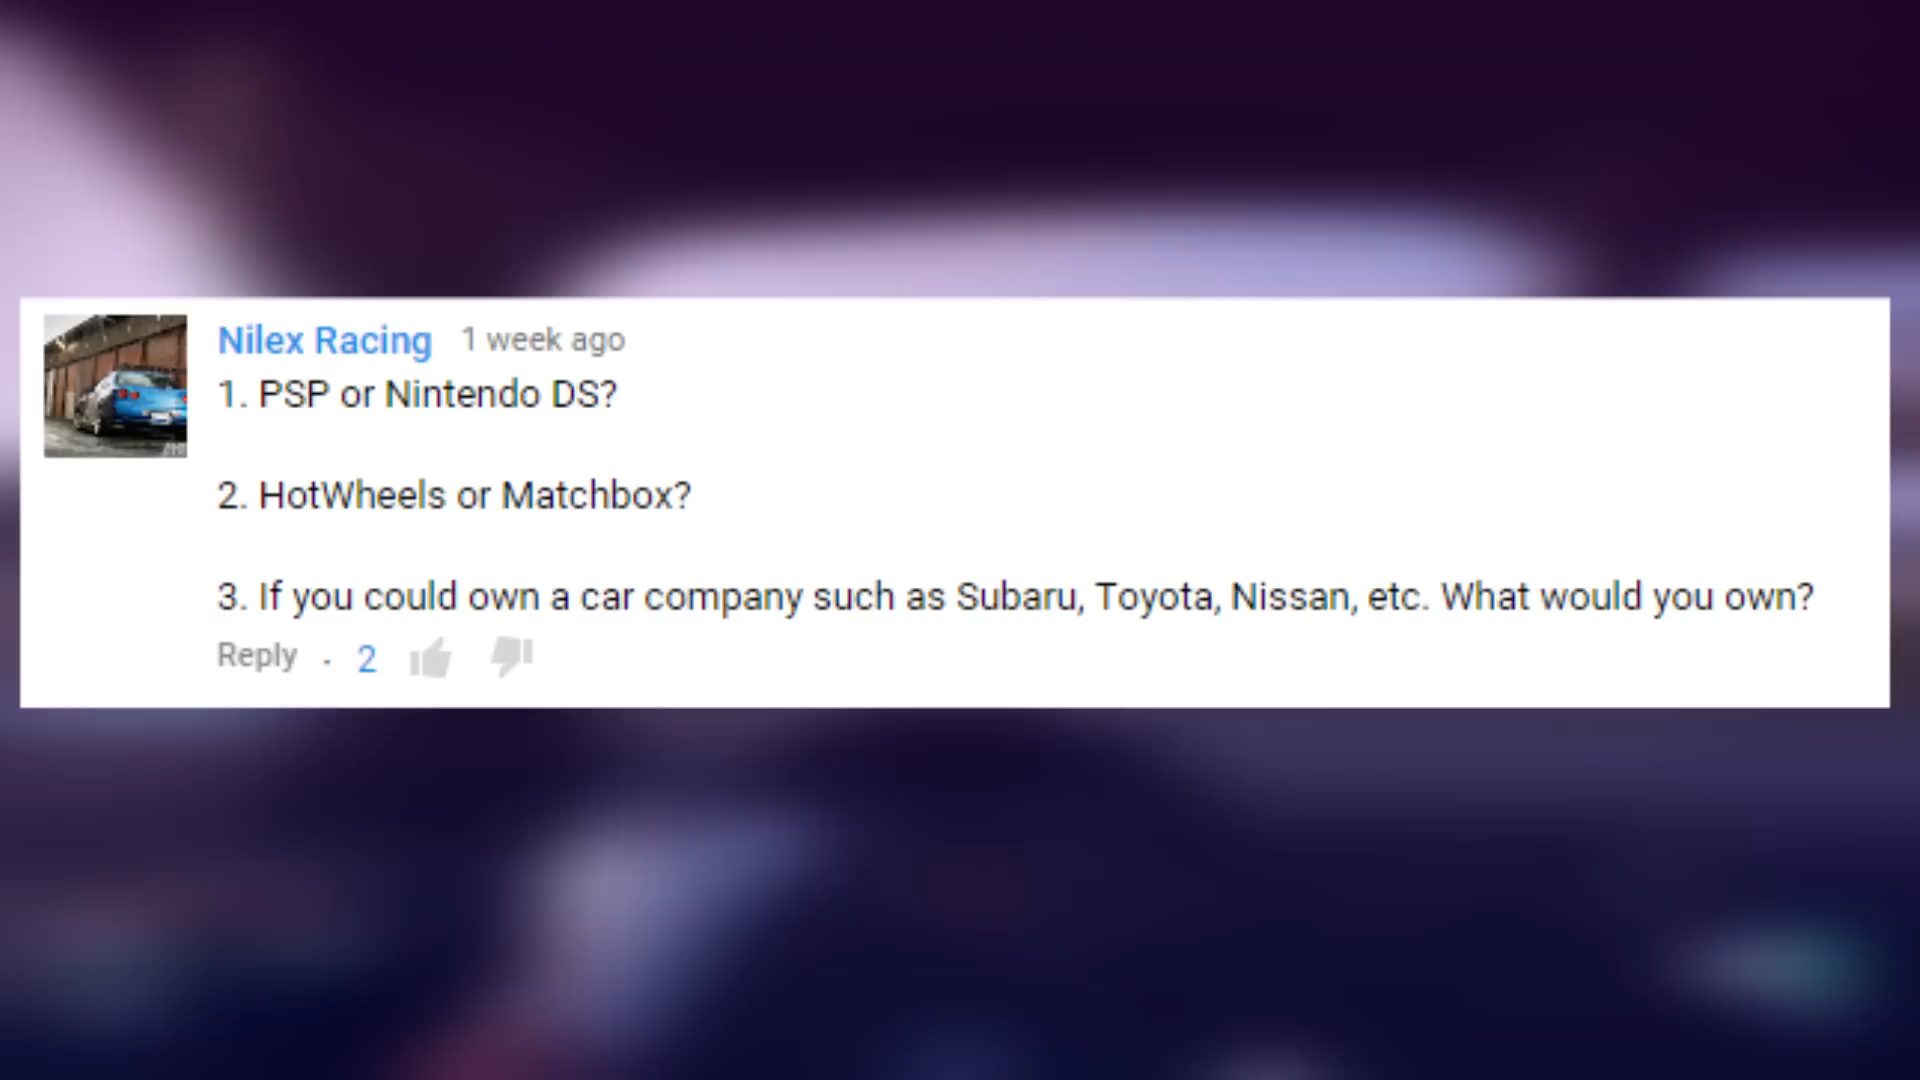 Nilex Racing 1 week ago
1. PSP or Nintendo DS?
2. HotWheels or Matchbox?
3. If you could own a car company such as Subaru, Toyota, Nissan, etc. What would you own?
Reply . 2